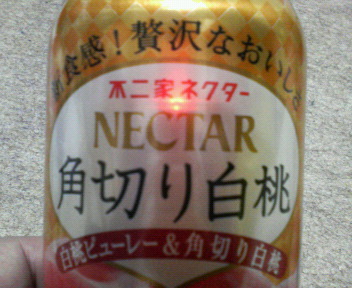 新食感！贅沢なおいしさ
不二家ネクター
NECTAR
角切り白桃
白桃ピューレー＆角切り白桃